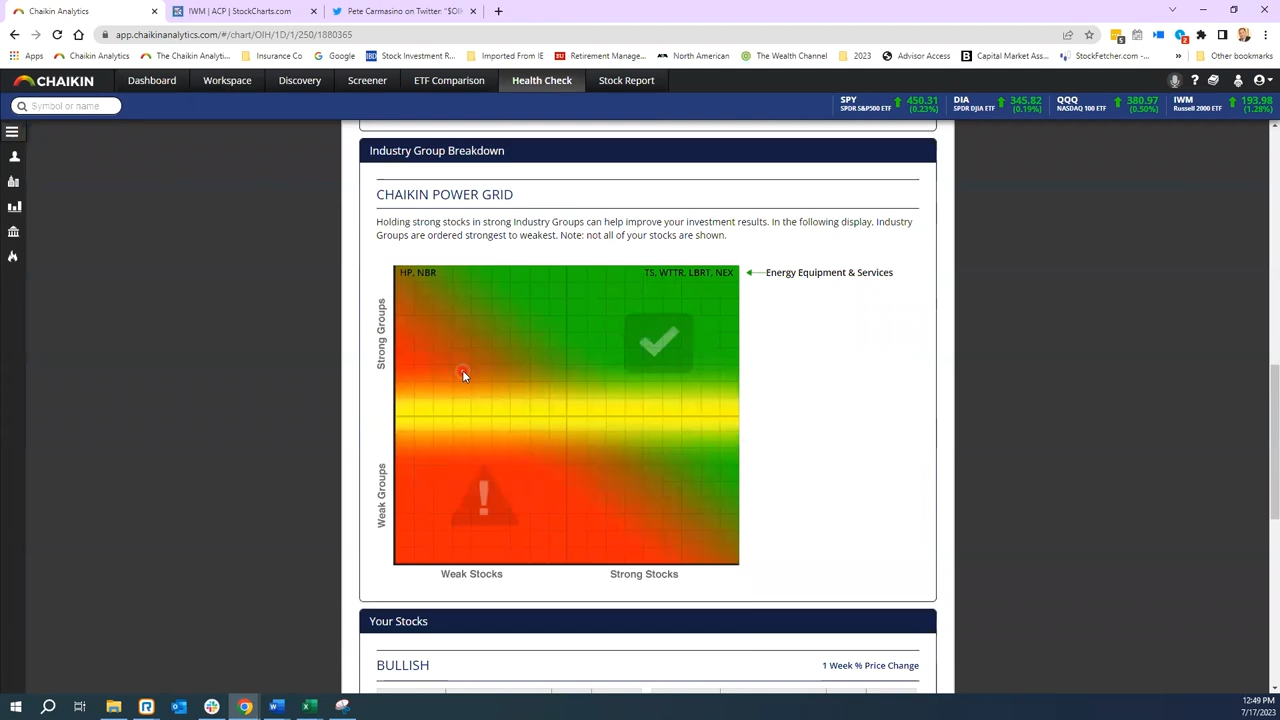 Chaikin Analytics
IWM | ACP | StockCharts.com
Pete Carmasino on Twitter: "$OIH
app.chaikinanalytics.com/#/chart/OIH/1D/1/250/1880365
Apps
Chaikin Analytics
The Chaikin Analyti...
Insurance Co
Google
Stock Investment R...
Imported From IE
Retirement Manage...
North American
The Wealth Channel
2023
Advisor Access
Capital Market Ass...
StockFetcher.com -...
Other bookmarks
CHAIKIN
Dashboard
Workspace
Discovery
Screener
ETF Comparison
Health Check
Stock Report
Symbol or name
SPY 450.31
SPDR S&P500 ETF (0.23%)
DIA 345.82
SPDR DJIA ETF (0.19%)
QQQ 380.97
NASDAQ 100 ETF (0.50%)
IWM 193.98
Russell 2000 ETF (1.28%)
Industry Group Breakdown
CHAIKIN POWER GRID
Holding strong stocks in strong Industry Groups can help improve your investment results. In the following display. Industry
Groups are ordered strongest to weakest. Note: not all of your stocks are shown.
HP, NBR
TS, WTTR, LBRT, NEX
Energy Equipment & Services
Strong Groups
Weak Groups
Weak Stocks
Strong Stocks
Your Stocks
BULLISH
1 Week % Price Change
12:49 PM
7/17/2023